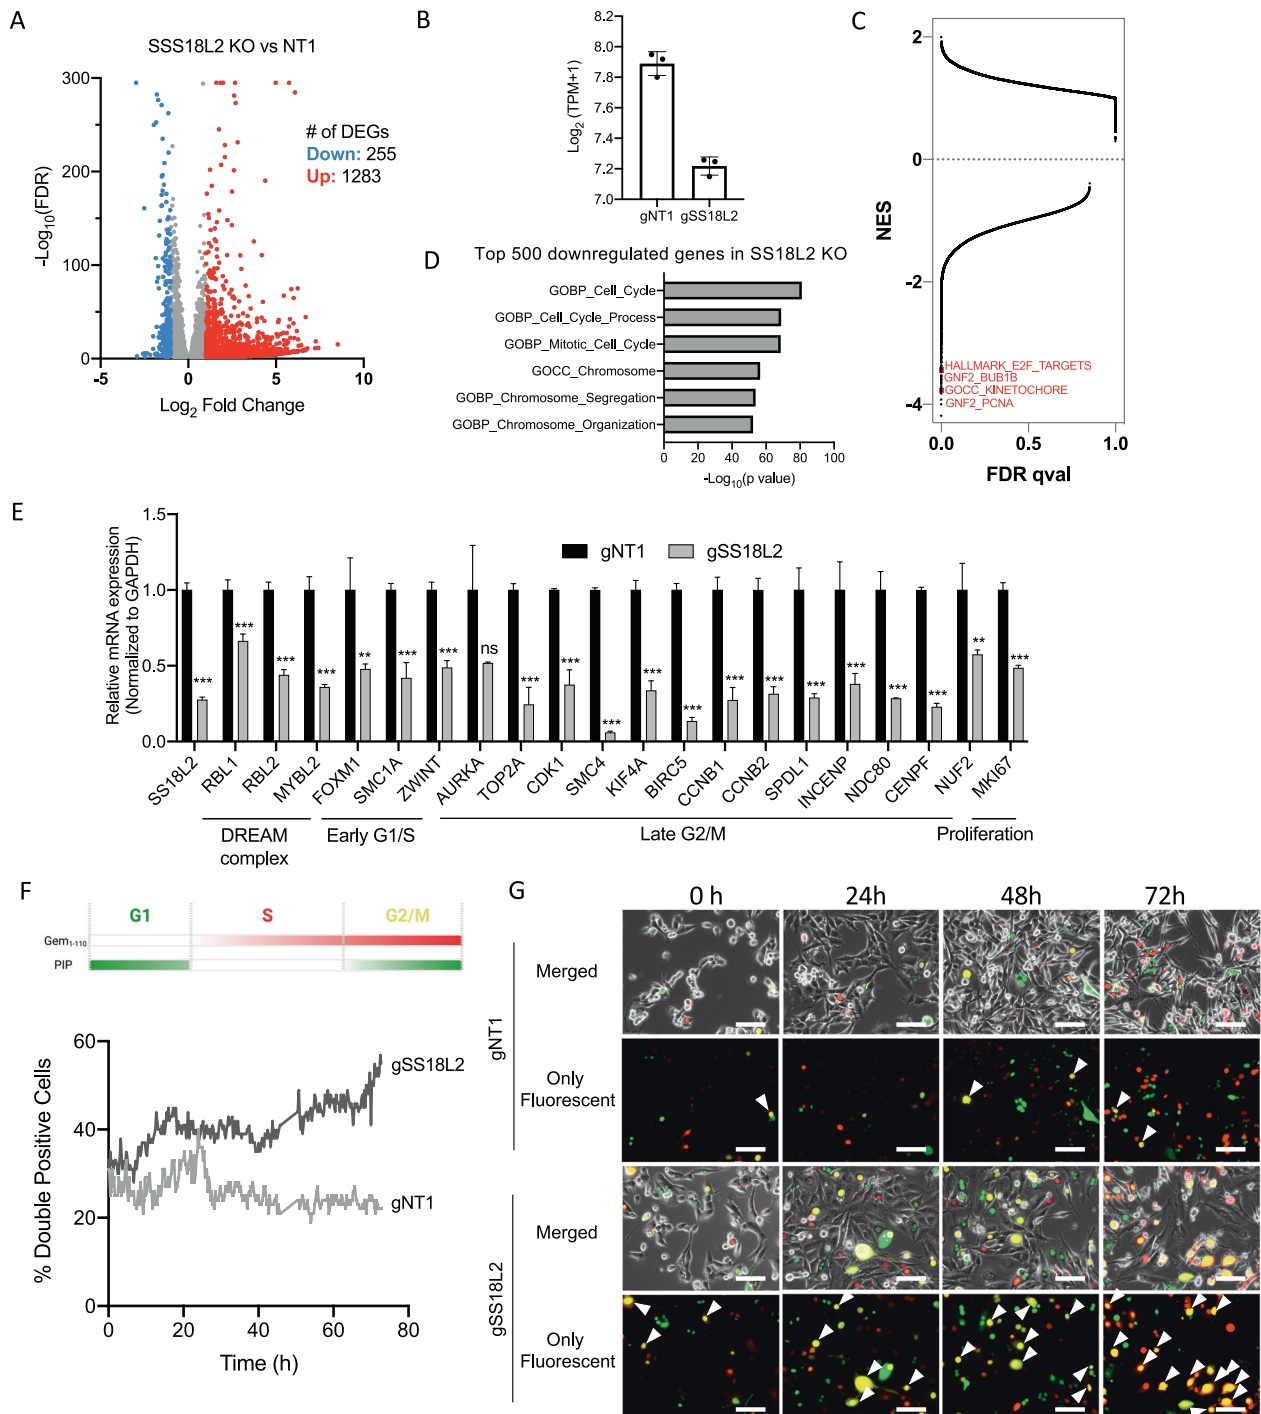 A
SSS18L2 KO vs NT1
300
200
100
0
-Log10(FDR)
# of DEGs
Down: 255
Up: 1283
-5
0
5
10
Log2 Fold Change
B
8.2
8.0
7.8
7.6
7.4
7.2
7.0
Log2 (TPM+1)
gNT1
gSS18L2
C
2
0
-2
-4
NES
HALLMARK_E2F_TARGETS
GNF2_BUB1B
GOCC_KINETOCHORE
GNF2_PCNA
0.0
0.5
1.0
FDR qval
D
Top 500 downregulated genes in SS18L2 KO
GOBP_Cell_Cycle
GOBP_Cell_Cycle_Process
GOBP_Mitotic_Cell_Cycle
GOCC_Chromosome
GOBP_Chromosome_Segregation
GOBP_Chromosome_Organization
0
20
40
60
80
100
-Log10(p value)
E
1.5
1.0
0.5
0.0
Relative mRNA expression
(Normalized to GAPDH)
gNT1
gSS18L2
***
***
***
***
**
***
***
ns
***
***
***
***
***
***
***
***
***
***
***
**
***
SS18L2
RBL1
RBL2
MYBL2
FOXM1
SMC1A
ZWINT
AURKA
TOP2A
CDK1
SMC4
KIF4A
BIRC5
CCNB1
CCNB2
SPDL1
INCENP
NDC80
CENPF
NUF2
MKI67
DREAM
complex
Early G1/S
Late G2/M
Proliferation
F
G1
S
G2/M
Gem1-110
PIP
60
40
20
0
% Double Positive Cells
gSS18L2
gNT1
0
20
40
60
80
Time (h)
G
0 h
24h
48h
72h
gNT1
Merged
Only
Fluorescent
gSS18L2
Merged
Only
Fluorescent